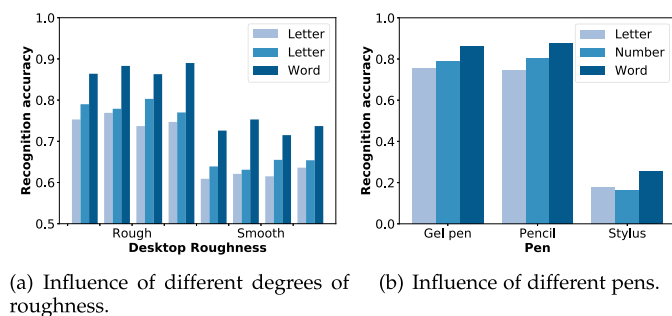 1.0
0.9
0.8
0.7
0.6
0.5
Recognition accuracy
Letter
Letter
Word
Rough
Smooth
Desktop Roughness
1.0
0.8
0.6
0.4
0.2
0.0
Recognition accuracy
Letter
Number
Word
Gel pen
Pencil
Stylus
Pen
(a) Influence of different degrees of
roughness.
(b) Influence of different pens.